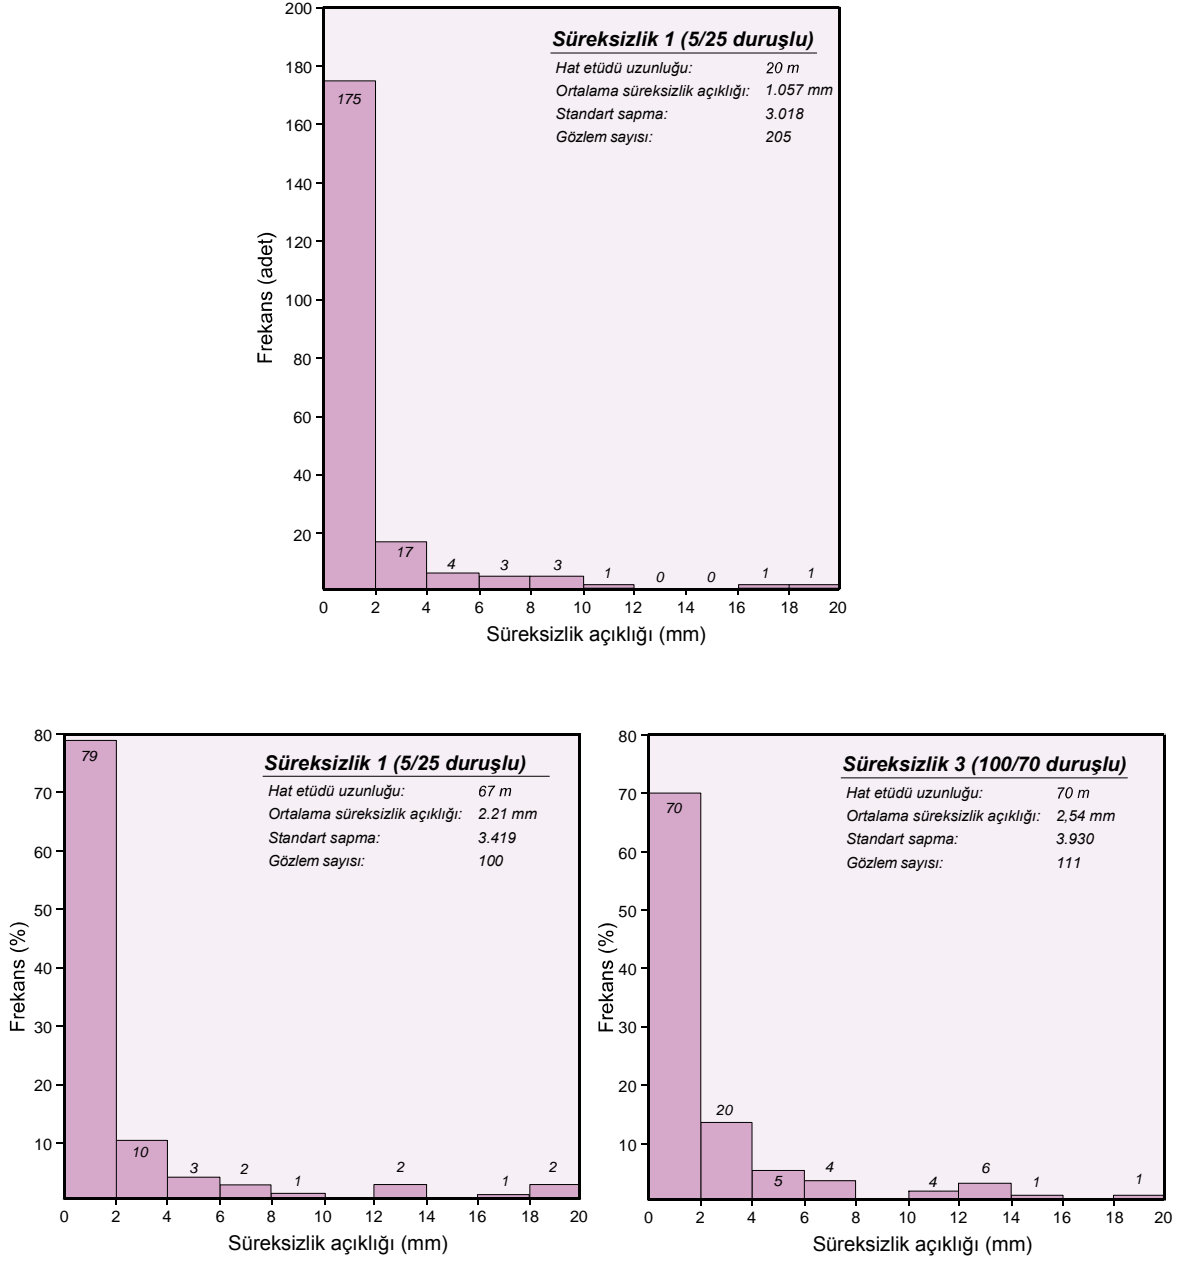 Süreksizlik 1 (5/25 duruşlu)
Hat etüdü uzunluğu: 20 m
Ortalama süreksizlik açıklığı: 1.057 mm
Standart sapma: 3.018
Gözlem sayısı: 205
Frekans (adet)
200
180
160
140
120
100
80
60
40
20
175
17
4
3
3
1
0
0
1
1
0 2 4 6 8 10 12 14 16 18 20
Süreksizlik açıklığı (mm)
Süreksizlik 1 (5/25 duruşlu)
Hat etüdü uzunluğu: 67 m
Ortalama süreksizlik açıklığı: 2.21 mm
Standart sapma: 3.419
Gözlem sayısı: 100
Frekans (%)
80
70
60
50
40
30
20
10
79
10
3
2
1
2
1
2
0 2 4 6 8 10 12 14 16 18 20
Süreksizlik açıklığı (mm)
Süreksizlik 3 (100/70 duruşlu)
Hat etüdü uzunluğu: 70 m
Ortalama süreksizlik açıklığı: 2,54 mm
Standart sapma: 3.930
Gözlem sayısı: 111
Frekans (%)
80
70
60
50
40
30
20
10
70
20
5
4
4
6
1
1
0 2 4 6 8 10 12 14 16 18 20
Süreksizlik açıklığı (mm)